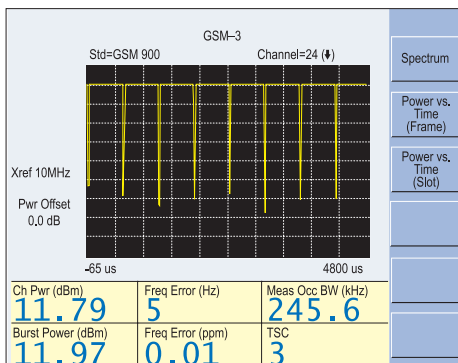 GSM–3
Std=GSM 900 Channel=24 (⬇)
Spectrum
Power vs.
Time
(Frame)
Power vs.
Time
(Slot)
Xref 10MHz
Pwr Offset
0.0 dB
-65 us 4800 us
Ch Pwr (dBm) Freq Error (Hz) Meas Occ BW (kHz)
11.79 5 245.6
Burst Power (dBm) Freq Error (ppm) TSC
11.97 0.01 3